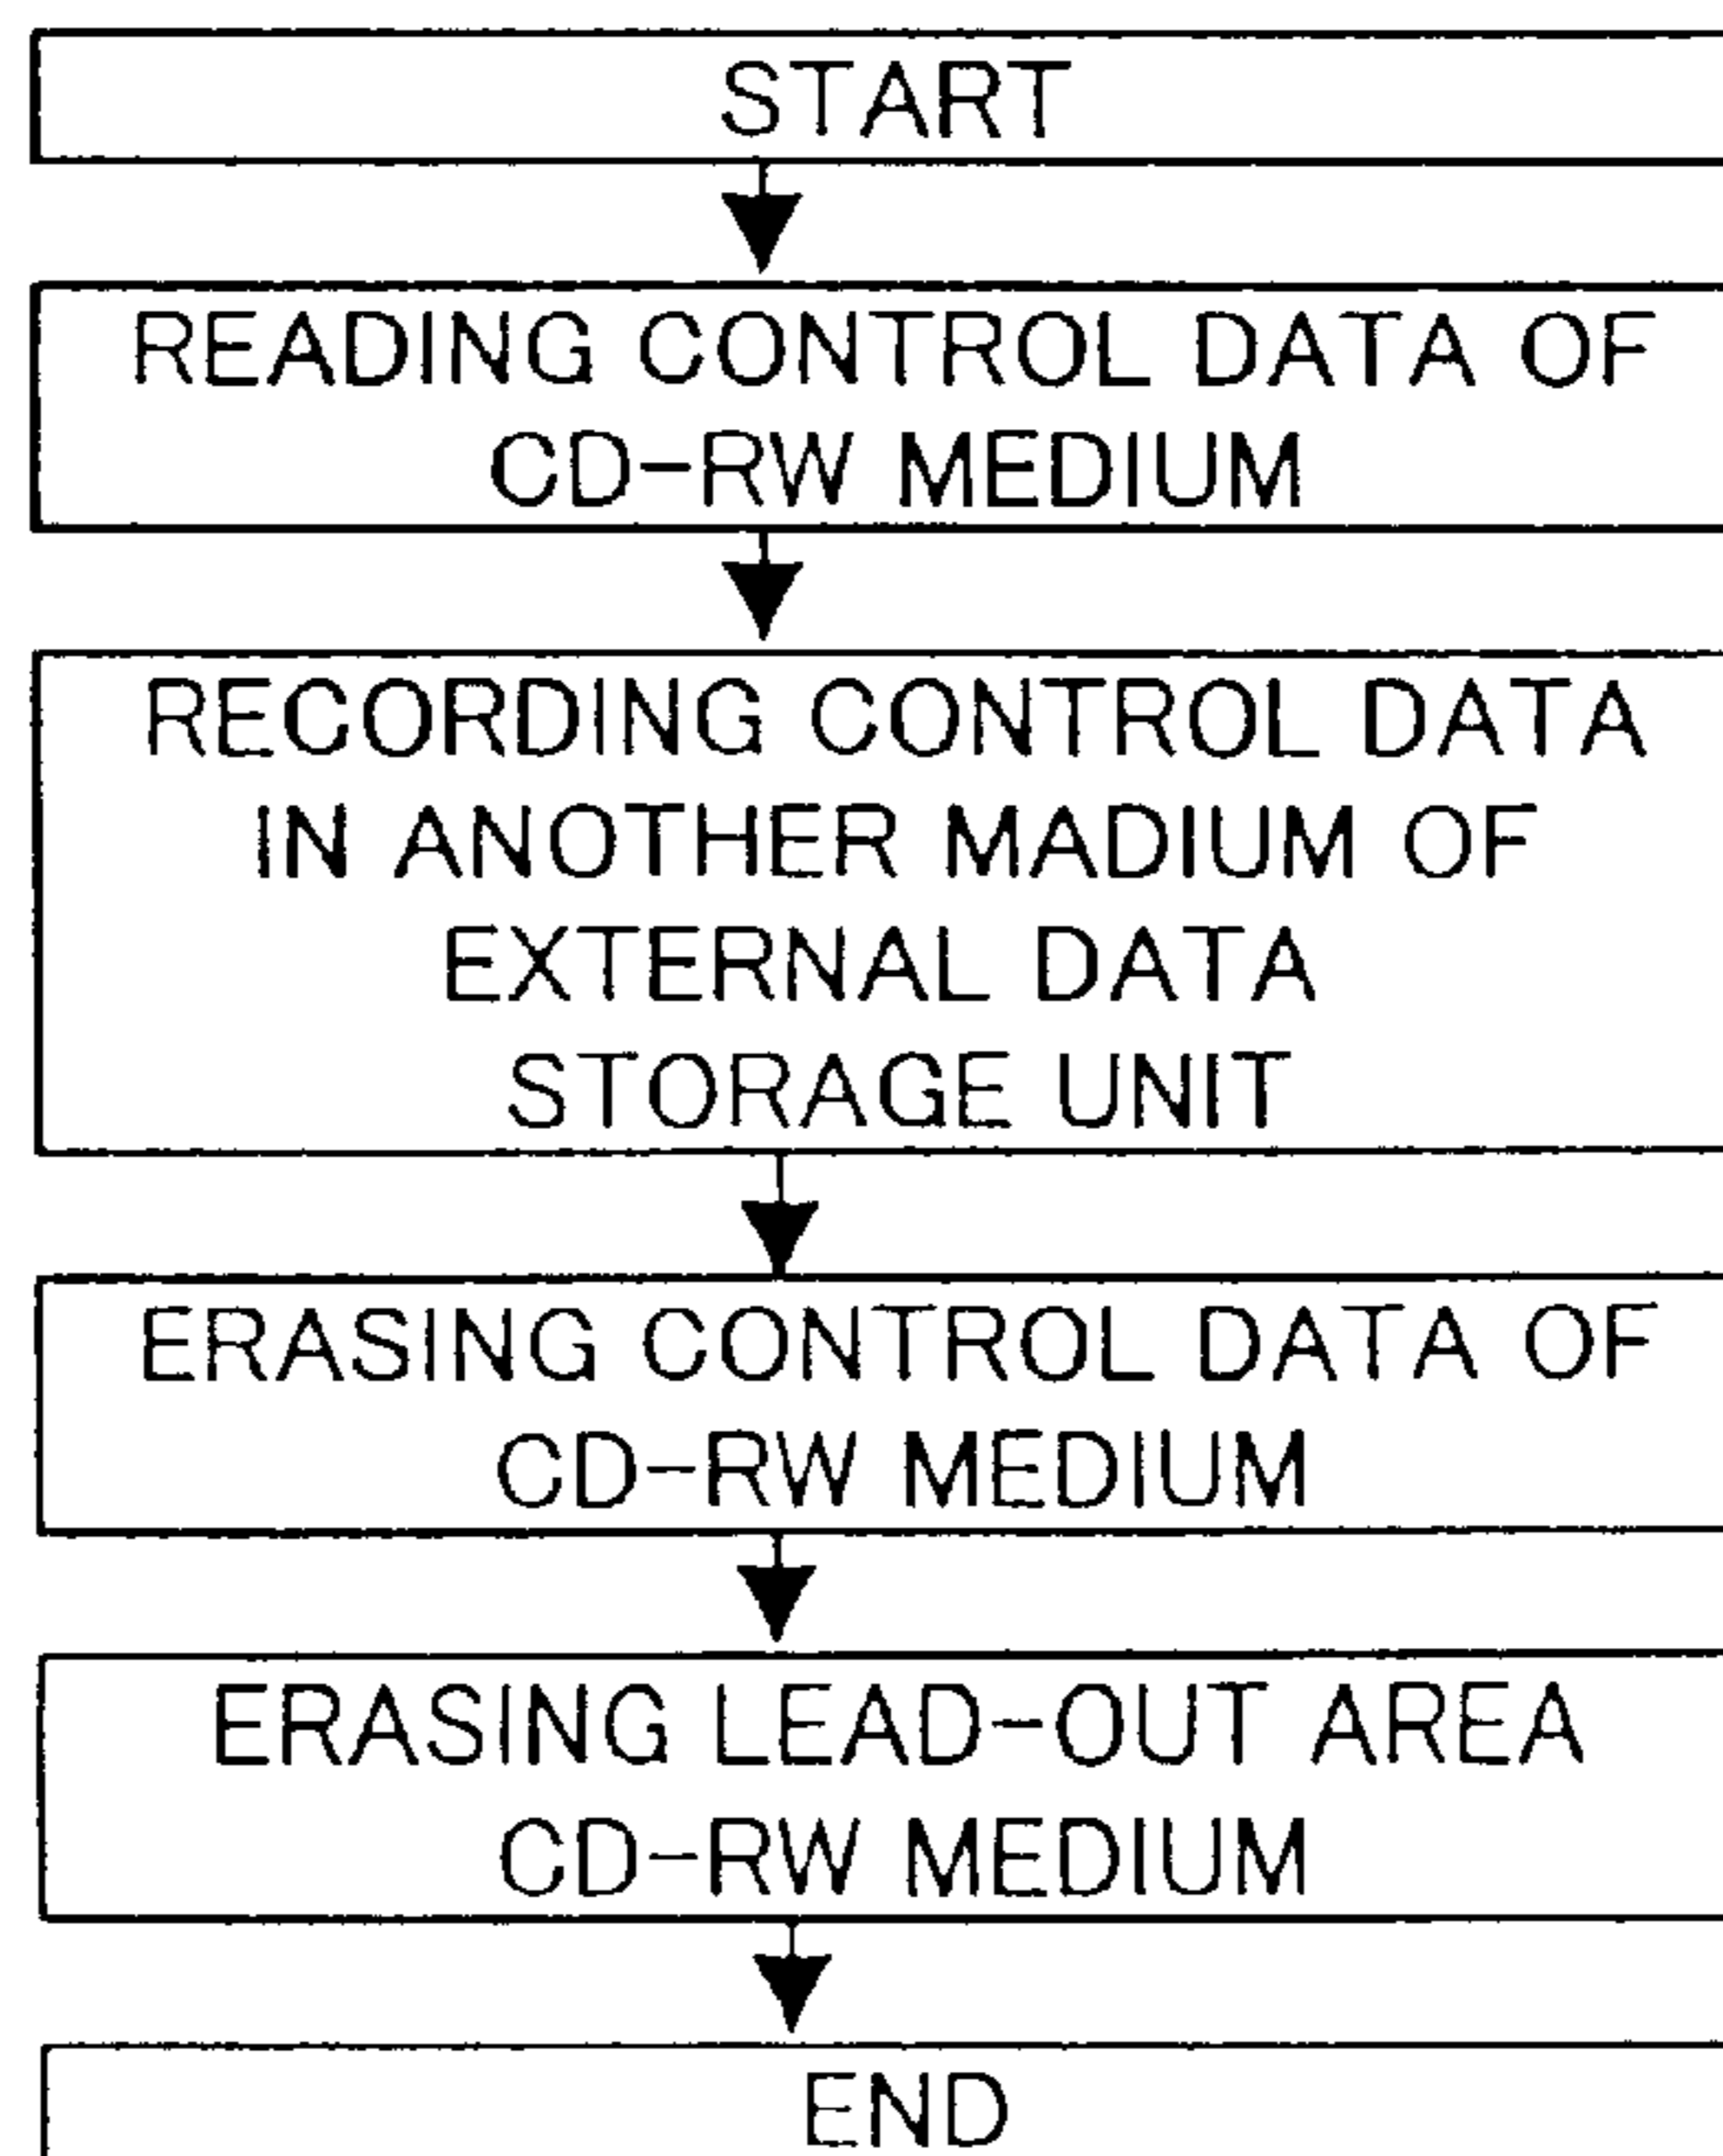 START
READING CONTROL DATA OF
CD-RW MEDIUM
RECORDING CONTROL DATA
IN ANOTHER MADIUM OF
EXTERNAL DATA
STORAGE UNIT
ERASING CONTROL DATA OF
CD-RW MEDIUM
ERASING LEAD-OUT AREA
CD-RW MEDIUM
END